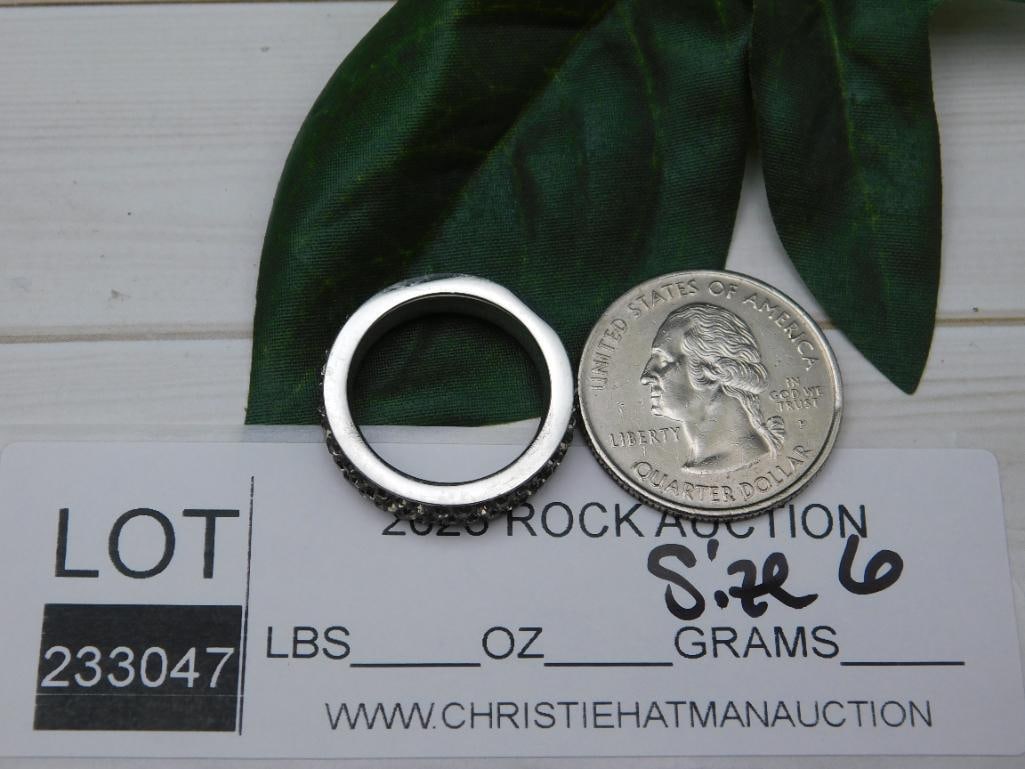 UNITED STATES OF AMERICA
LIBERTY
IN
GOD WE
TRUST
P
QUARTER DOLLAR
LOT
233047
2023 ROCK AUCTION
Size 6
LBS_____OZ_____GRAMS_____
WWW.CHRISTIEHATMANAUCTION